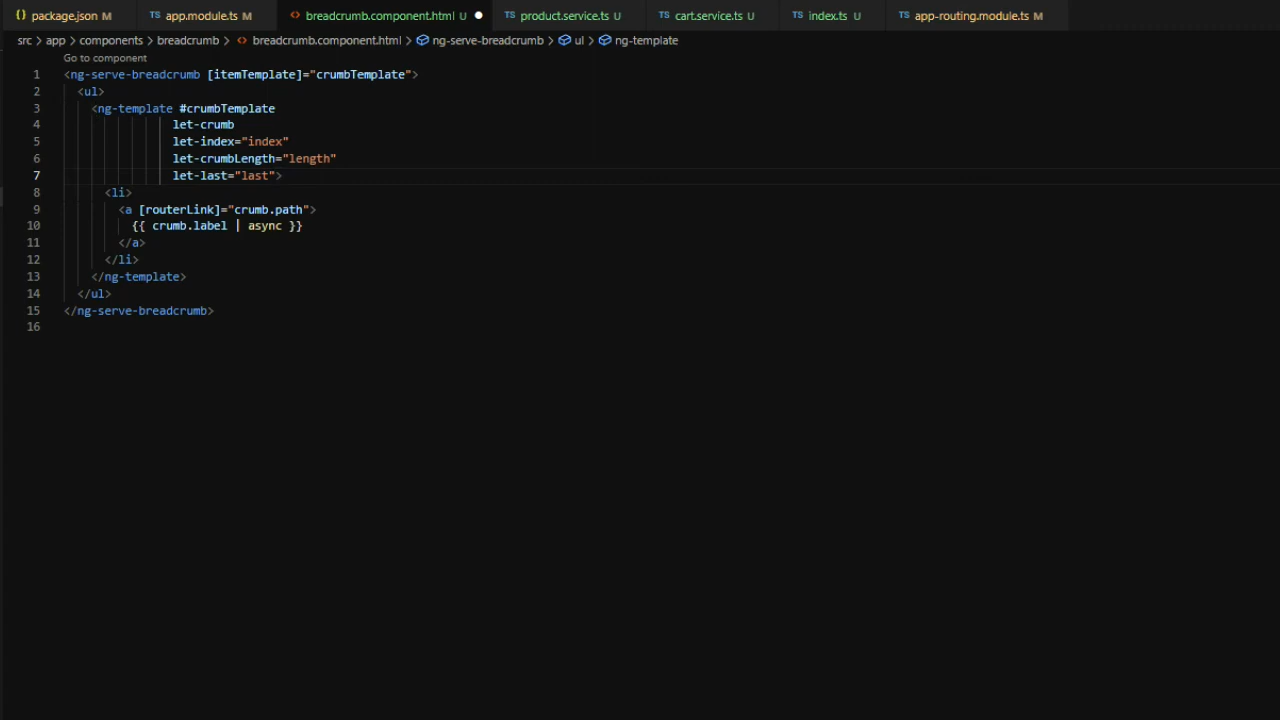 {} package.json M TS app.module.ts M <> breadcrumb.component.html U TS product.service.ts U TS cart.service.ts U TS index.ts U TS app-routing.module.ts M
src > app > components > breadcrumb > <> breadcrumb.component.html > ng-serve-breadcrumb > ul > ng-template
Go to component
1 <ng-serve-breadcrumb [itemTemplate]="crumbTemplate">
2 <ul>
3 <ng-template #crumbTemplate
4 let-crumb
5 let-index="index"
6 let-crumbLength="length"
7 let-last="last">
8 <li>
9 <a [routerLink]="crumb.path">
10 {{ crumb.label | async }}
11 </a>
12 </li>
13 </ng-template>
14 </ul>
15 </ng-serve-breadcrumb>
16